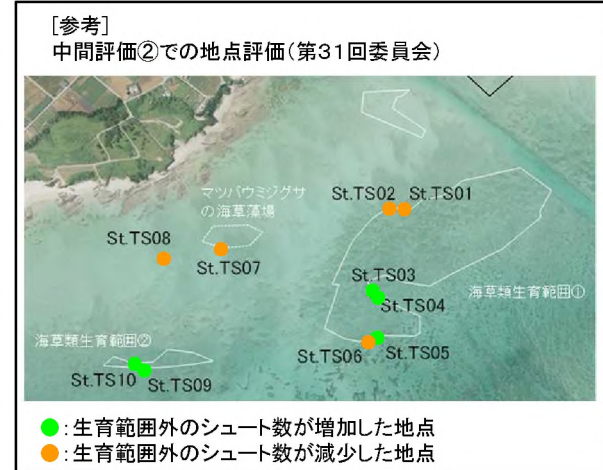 [参考]
中間評価②での地点評価(第31回委員会)
マツバウミジグサ
の海草藻場
St.TS02
St.TS01
St.TS08
St.TS07
St.TS03
海草類生育範囲①
St.TS04
海草類生育範囲②
St.TS06
St.TS05
St.TS10
St.TS09
:生育範囲外のシュート数が増加した地点
:生育範囲外のシュート数が減少した地点